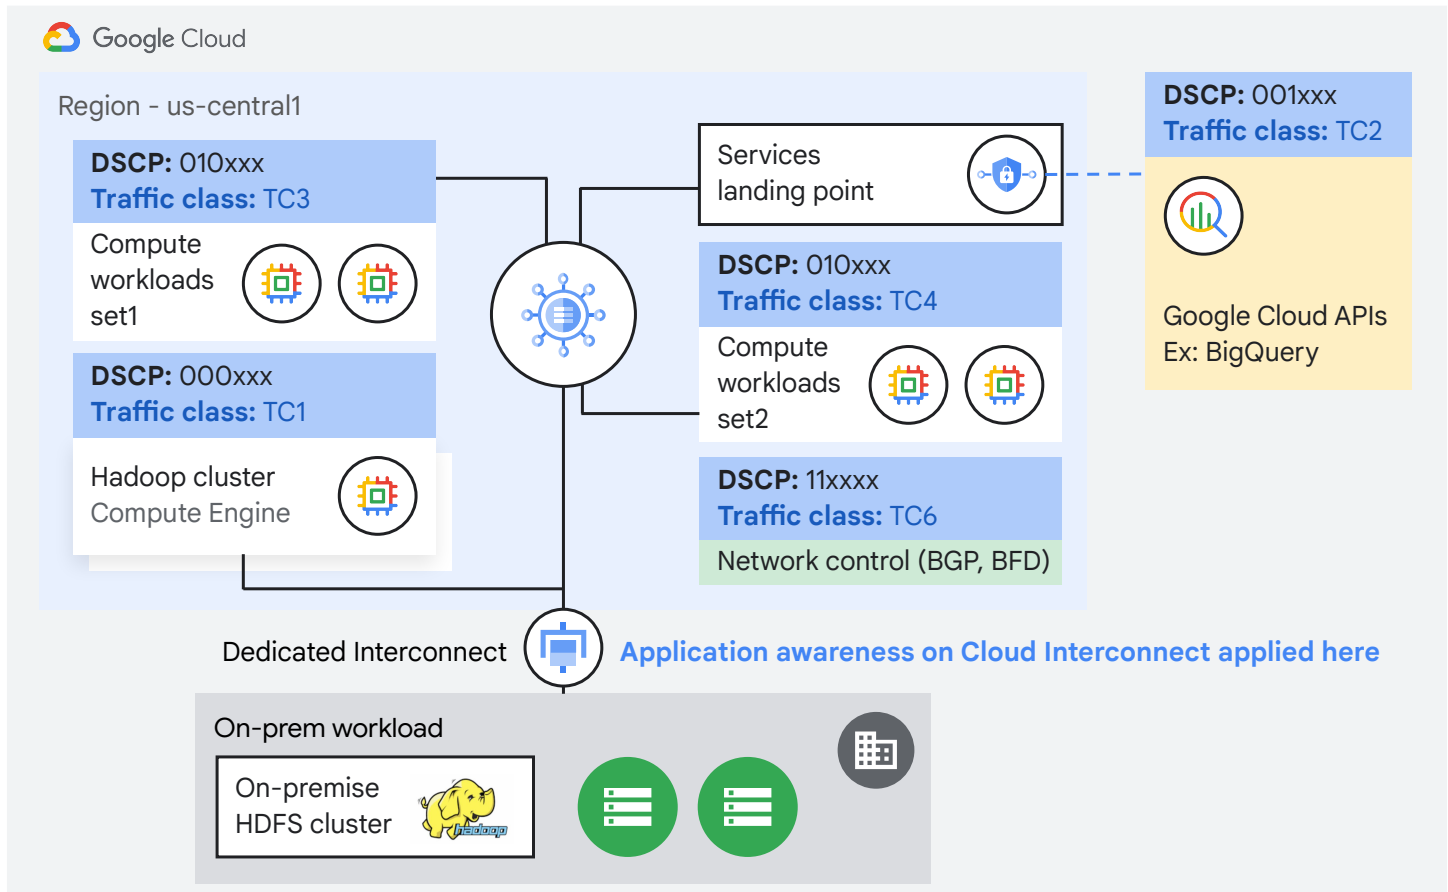 Google Cloud
Region - us-central1
DSCP: 010xxx
Traffic class: TC3
Compute
workloads
set1
DSCP: 000xxx
Traffic class: TC1
Hadoop cluster
Compute Engine
Services
landing point
DSCP: 010xxx
Traffic class: TC4
Compute
workloads
set2
DSCP: 11xxxx
Traffic class: TC6
Network control (BGP, BFD)
DSCP: 001xxx
Traffic class: TC2
Google Cloud APIs
Ex: BigQuery
Dedicated Interconnect
Application awareness on Cloud Interconnect applied here
On-prem workload
On-premise
HDFS cluster
hadoop